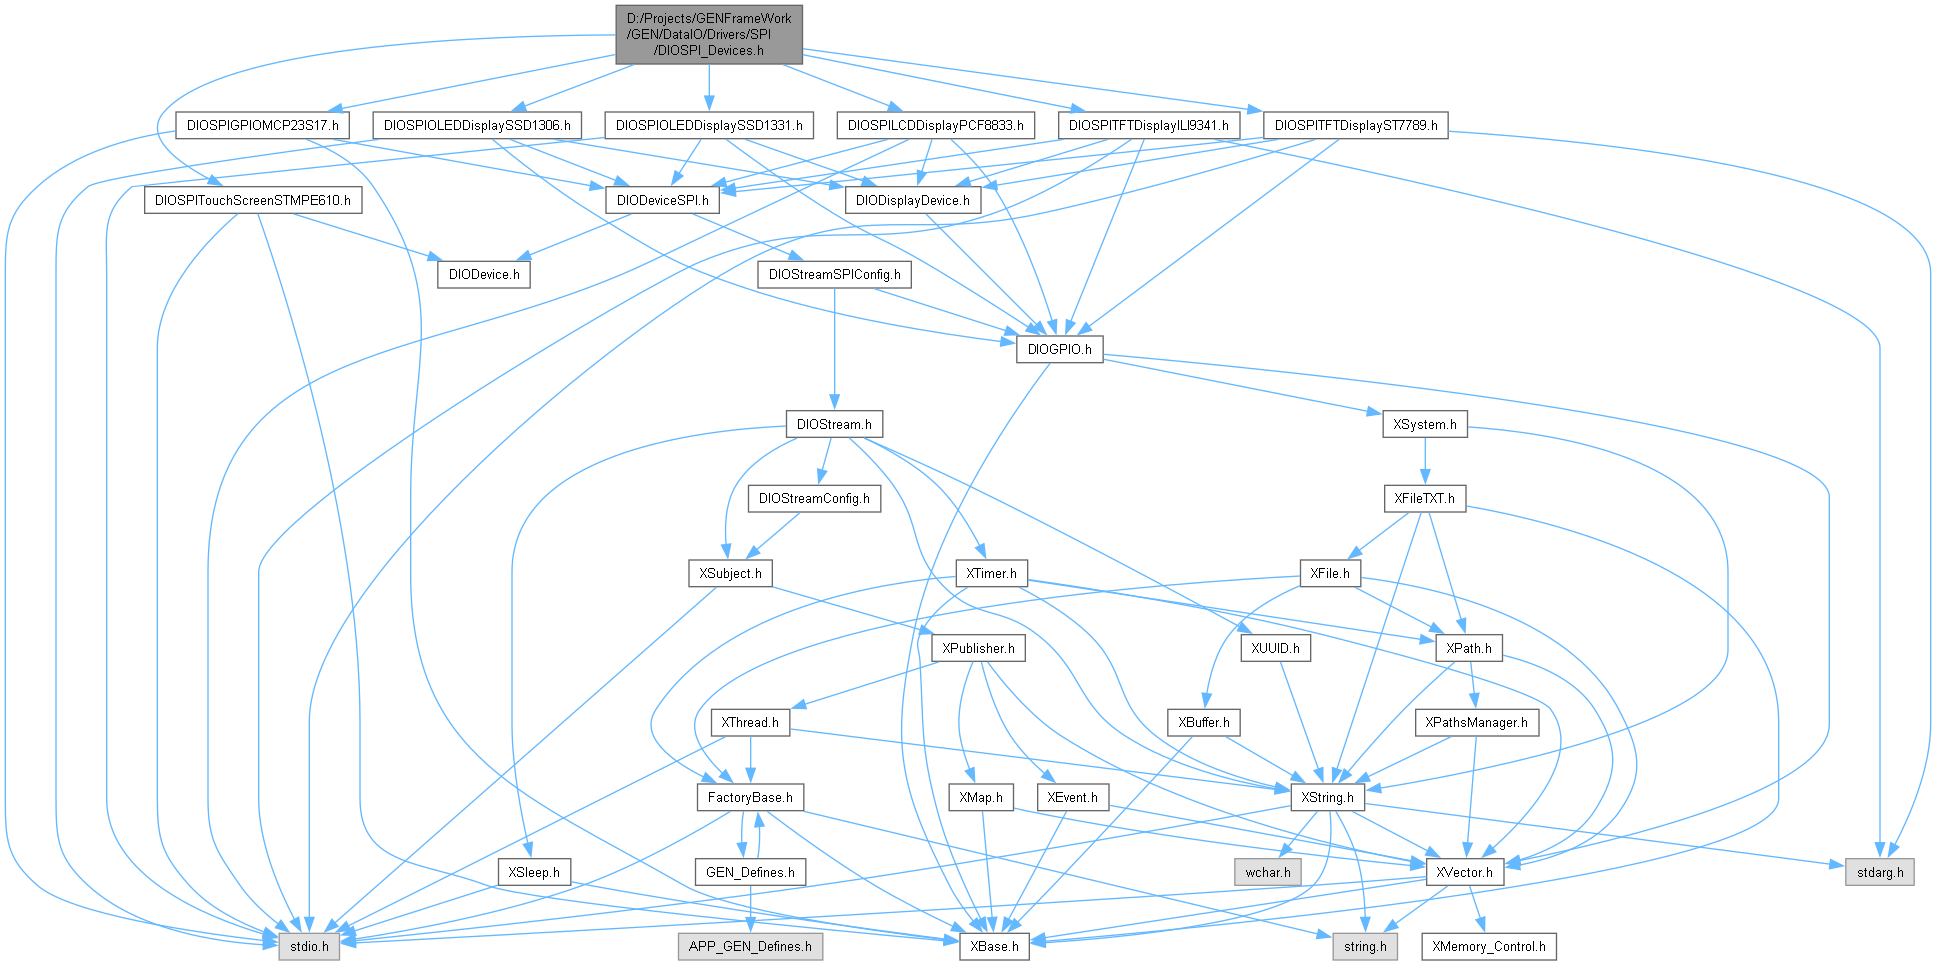 D:/Projects/GENFrameWork
/GEN/DataIO/Drivers/SPI
/DIOSPI_Devices.h
DIOSPIGPIOMCP23S17.h
DIOSPIOLEDDisplaySSD1306.h
DIOSPIOLEDDisplaySSD1331.h
DIOSPILCDDisplayPCF8833.h
DIOSPITFTDisplayILI9341.h
DIOSPITFTDisplayST7789.h
DIOSPITouchScreenSTMPE610.h
DIODeviceSPI.h
DIODisplayDevice.h
DIODevice.h
DIOStreamSPIConfig.h
DIOGPIO.h
DIOStream.h
XSystem.h
DIOStreamConfig.h
XFileTXT.h
XSubject.h
XTimer.h
XFile.h
XPublisher.h
XUUID.h
XPath.h
XThread.h
XBuffer.h
XPathsManager.h
FactoryBase.h
XMap.h
XEvent.h
XString.h
XSleep.h
GEN_Defines.h
wchar.h
XVector.h
stdarg.h
stdio.h
APP_GEN_Defines.h
XBase.h
string.h
XMemory_Control.h